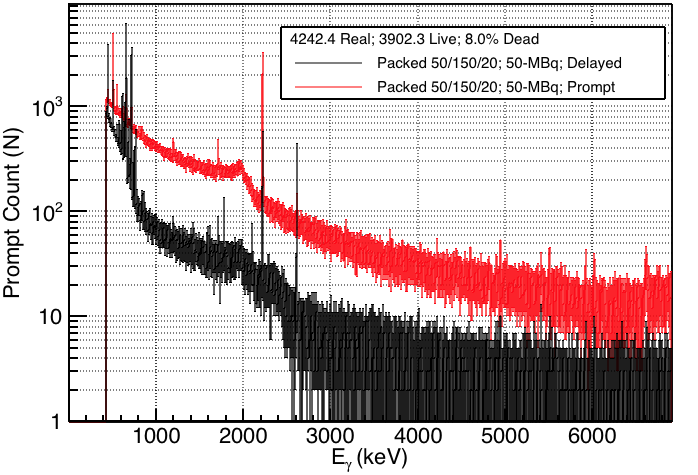 4242.4 Real; 3902.3 Live; 8.0% Dead
Packed 50/150/20; 50-MBq; Delayed
Packed 50/150/20; 50-MBq; Prompt
Prompt Count (N)
10³
10²
10
1
1000 2000 3000 4000 5000 6000
Eγ (keV)